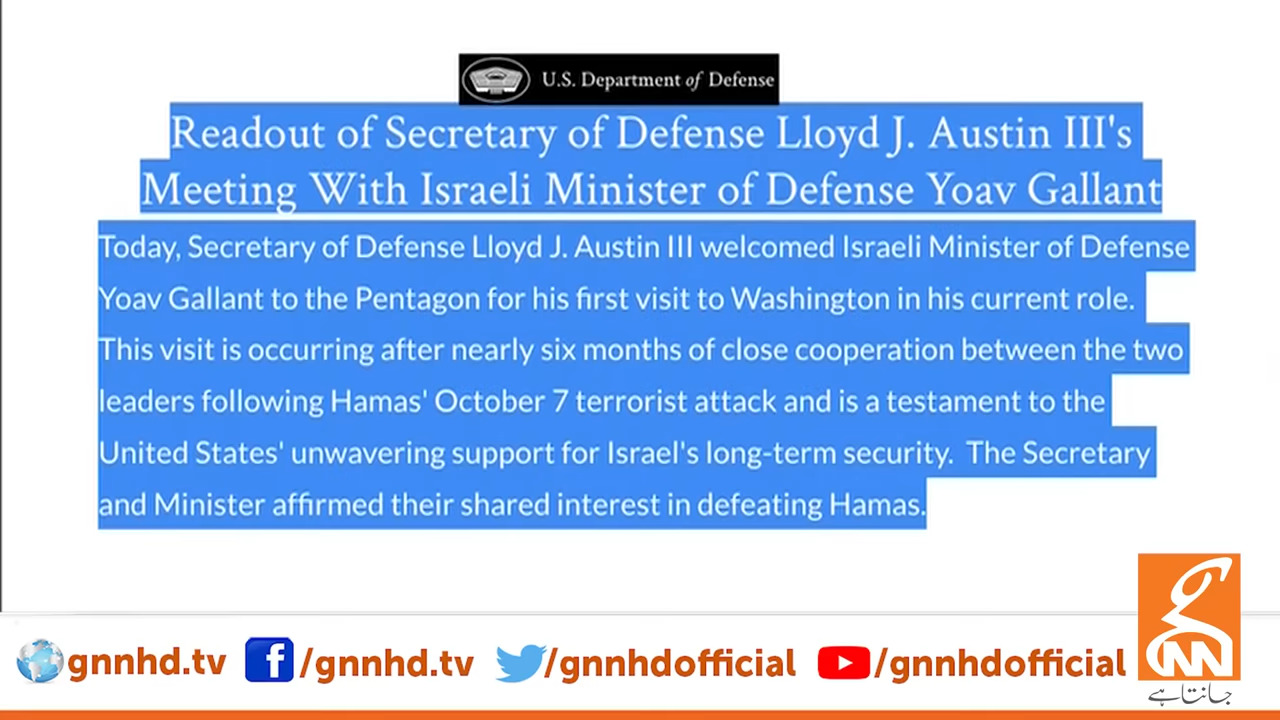 U.S. Department of Defense
Readout of Secretary of Defense Lloyd J. Austin III's
Meeting With Israeli Minister of Defense Yoav Gallant
Today, Secretary of Defense Lloyd J. Austin III welcomed Israeli Minister of Defense
Yoav Gallant to the Pentagon for his first visit to Washington in his current role.
This visit is occurring after nearly six months of close cooperation between the two
leaders following Hamas' October 7 terrorist attack and is a testament to the
United States' unwavering support for Israel's long-term security.  The Secretary
and Minister affirmed their shared interest in defeating Hamas.
gnnhd.tv /gnnhd.tv /gnnhdofficial /gnnhdofficial
GNN
جانتا ہے